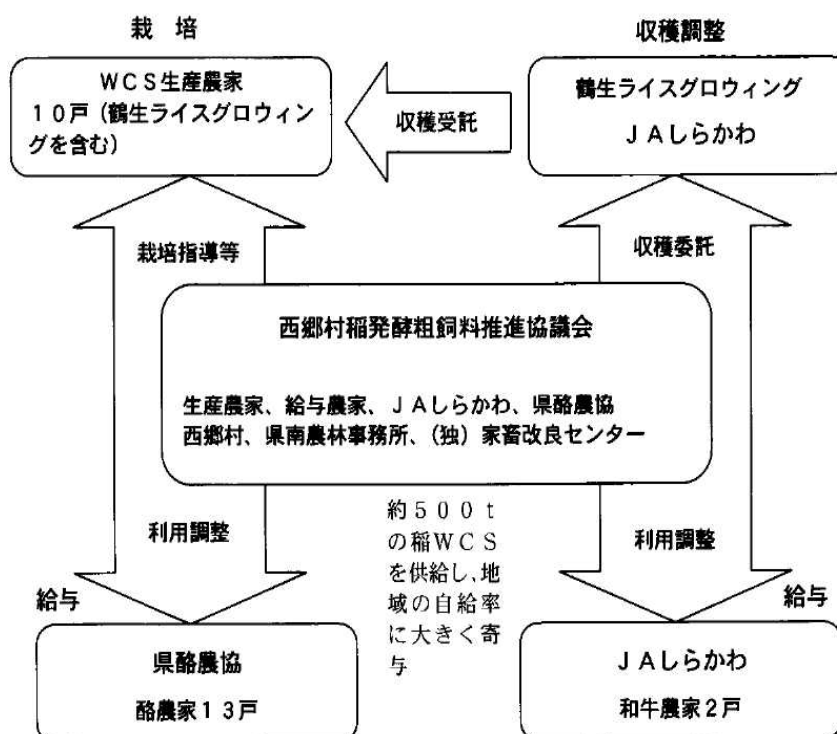 栽 培
収穫調整
WCS生産農家
10戸（鶴生ライスグロウィン
グを含む）
収穫受託
鶴生ライスグロウィング
JAしらかわ
栽培指導等
収穫委託
西郷村稲発酵粗飼料推進協議会
生産農家、給与農家、JAしらかわ、県酪農協
西郷村、県南農林事務所、（独）家畜改良センター
利用調整
約500t
の稲WCS
を供給し、地
域の自給率
に大きく寄
与
利用調整
給与
給与
県酪農協
酪農家13戸
JAしらかわ
和牛農家2戸